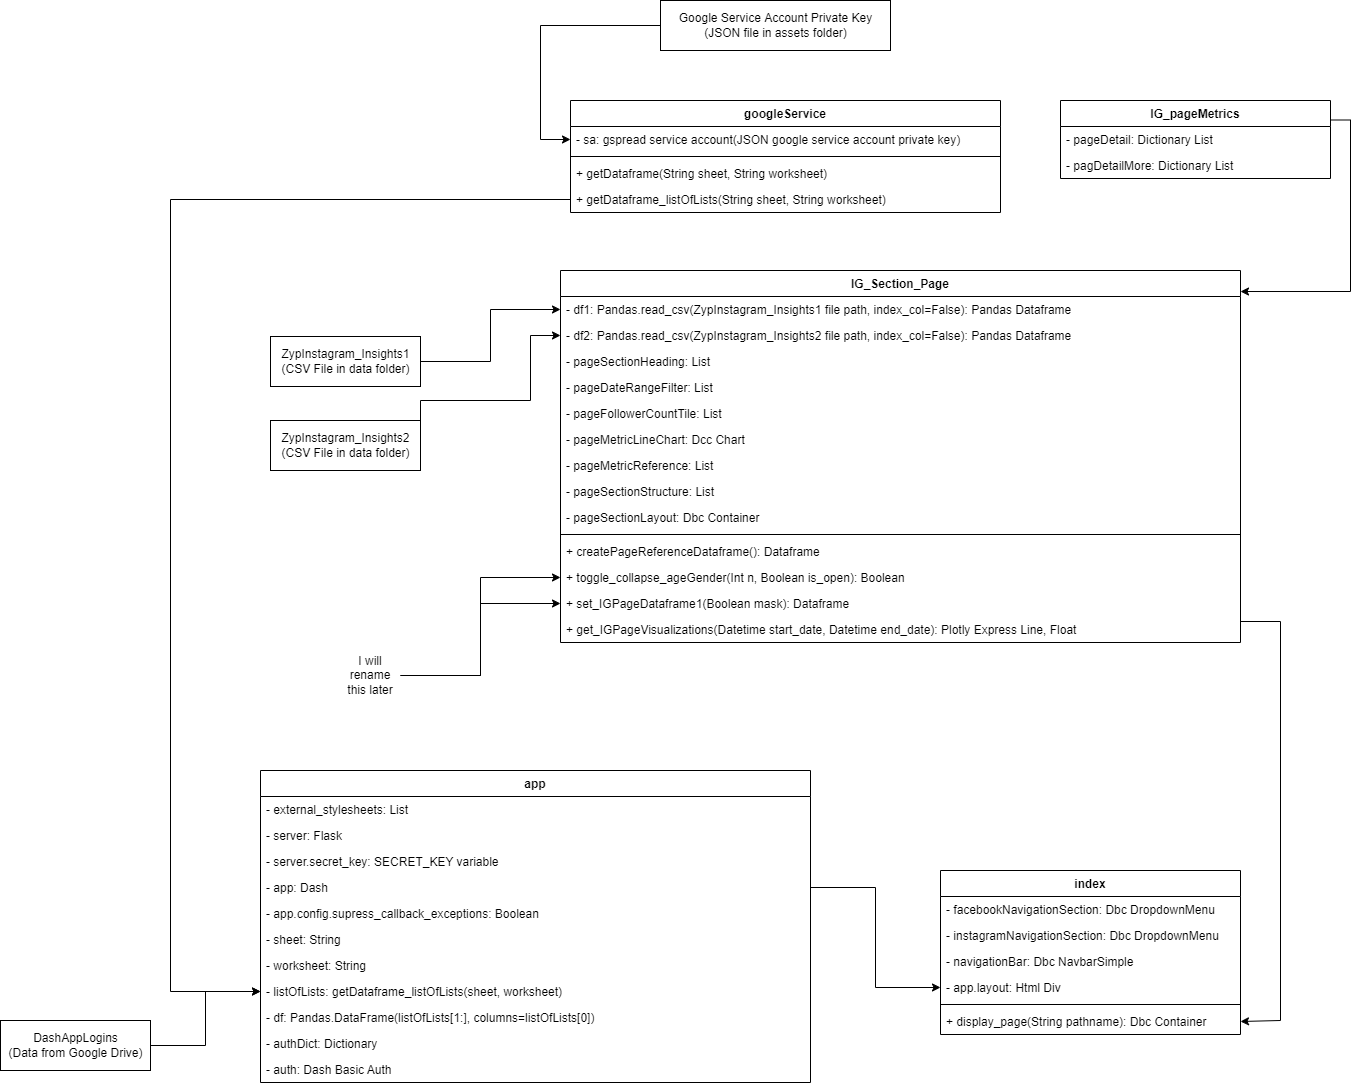 Google Service Account Private Key
(JSON file in assets folder)
googleService
- sa: gspread service account(JSON google service account private key)
+ getDataframe(String sheet, String worksheet)
+ getDataframe_listOfLists(String sheet, String worksheet)
IG_pageMetrics
- pageDetail: Dictionary List
- pagDetailMore: Dictionary List
IG_Section_Page
- df1: Pandas.read_csv(ZypInstagram_Insights1 file path, index_col=False): Pandas Dataframe
- df2: Pandas.read_csv(ZypInstagram_Insights2 file path, index_col=False): Pandas Dataframe
- pageSectionHeading: List
- pageDateRangeFilter: List
- pageFollowerCountTile: List
- pageMetricLineChart: Dcc Chart
- pageMetricReference: List
- pageSectionStructure: List
- pageSectionLayout: Dbc Container
+ createPageReferenceDataframe(): Dataframe
+ toggle_collapse_ageGender(Int n, Boolean is_open): Boolean
+ set_IGPageDataframe1(Boolean mask): Dataframe
+ get_IGPageVisualizations(Datetime start_date, Datetime end_date): Plotly Express Line, Float
ZypInstagram_Insights1
(CSV File in data folder)
ZypInstagram_Insights2
(CSV File in data folder)
I will
rename
this later
app
- external_stylesheets: List
- server: Flask
- server.secret_key: SECRET_KEY variable
- app: Dash
- app.config.supress_callback_exceptions: Boolean
- sheet: String
- worksheet: String
- listOfLists: getDataframe_listOfLists(sheet, worksheet)
- df: Pandas.DataFrame(listOfLists[1:], columns=listOfLists[0])
- authDict: Dictionary
- auth: Dash Basic Auth
DashAppLogins
(Data from Google Drive)
index
- facebookNavigationSection: Dbc DropdownMenu
- instagramNavigationSection: Dbc DropdownMenu
- navigationBar: Dbc NavbarSimple
- app.layout: Html Div
+ display_page(String pathname): Dbc Container